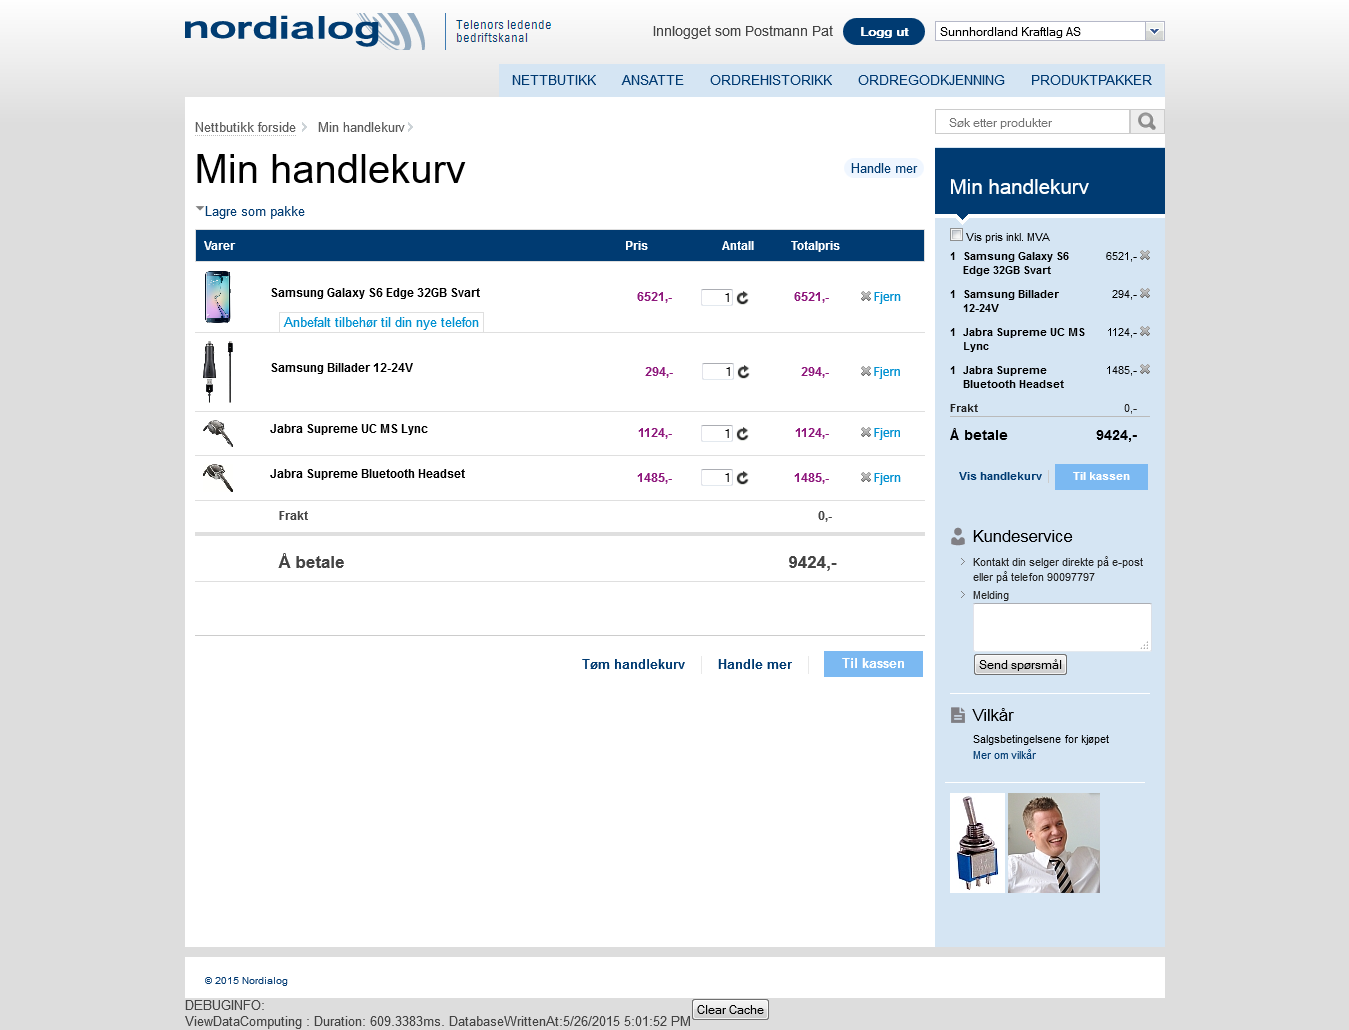 nordialog
Telenors ledende
bedriftskanal
Innlogget som Postmann Pat
Logg ut
Sunnhordland Kraftlag AS
NETTBUTIKK ANSATTE ORDREHISTORIKK ORDREGODKJENNING PRODUKTPAKKER
Nettbutikk forside Min handlekurv
Søk etter produkter
Min handlekurv
Handle mer
Lagre som pakke
Varer Pris Antall Totalpris
Samsung Galaxy S6 Edge 32GB Svart 6521,- 1 6521,- Fjern
Anbefalt tilbehør til din nye telefon
Samsung Billader 12-24V 294,- 1 294,- Fjern
Jabra Supreme UC MS Lync 1124,- 1 1124,- Fjern
Jabra Supreme Bluetooth Headset 1485,- 1 1485,- Fjern
Frakt 0,-
Å betale 9424,-
Tøm handlekurv Handle mer Til kassen
Min handlekurv
Vis pris inkl. MVA
1 Samsung Galaxy S6 6521,-
Edge 32GB Svart
1 Samsung Billader 294,-
12-24V
1 Jabra Supreme UC MS 1124,-
Lync
1 Jabra Supreme 1485,-
Bluetooth Headset
Frakt 0,-
Å betale 9424,-
Vis handlekurv Til kassen
Kundeservice
Kontakt din selger direkte på e-post
eller på telefon 90097797
Melding
Send spørsmål
Vilkår
Salgsbetingelsene for kjøpet
Mer om vilkår
© 2015 Nordialog
DEBUGINFO:
ViewDataComputing : Duration: 609.3383ms. DatabaseWrittenAt:5/26/2015 5:01:52 PM Clear Cache